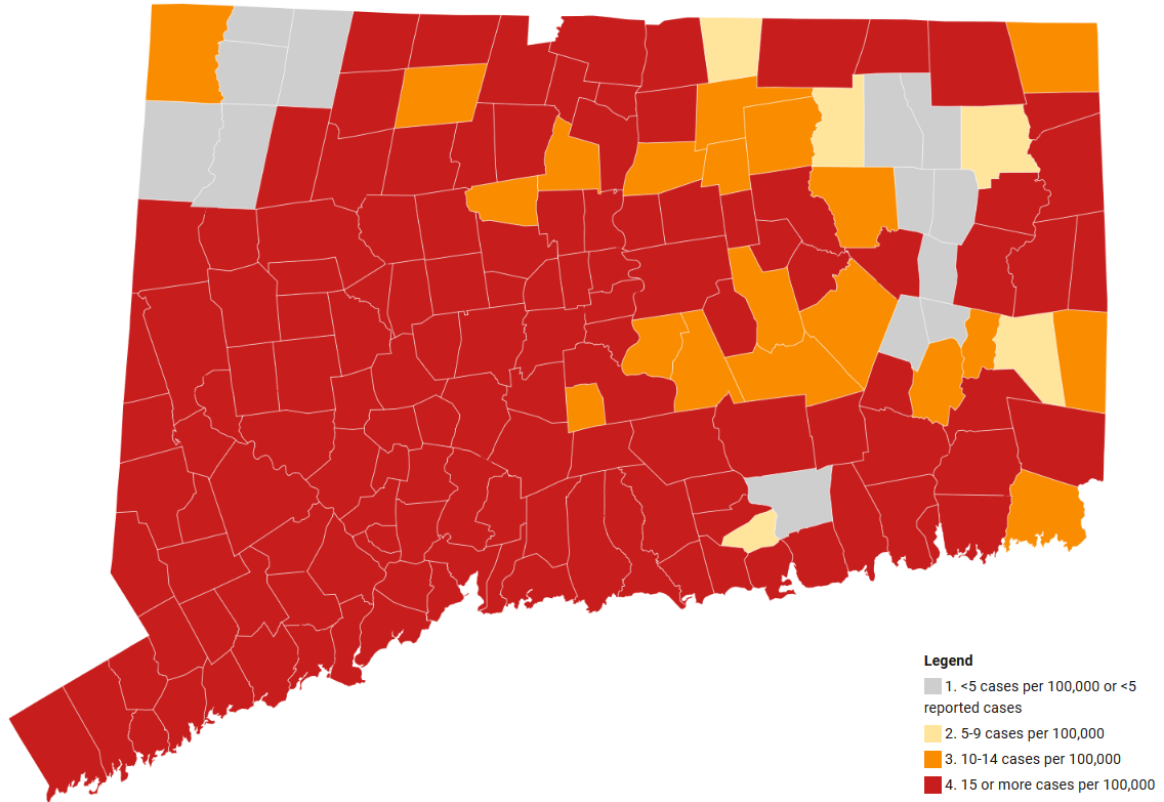 Legend
1. <5 cases per 100,000 or <5
reported cases
2. 5-9 cases per 100,000
3. 10-14 cases per 100,000
4. 15 or more cases per 100,000